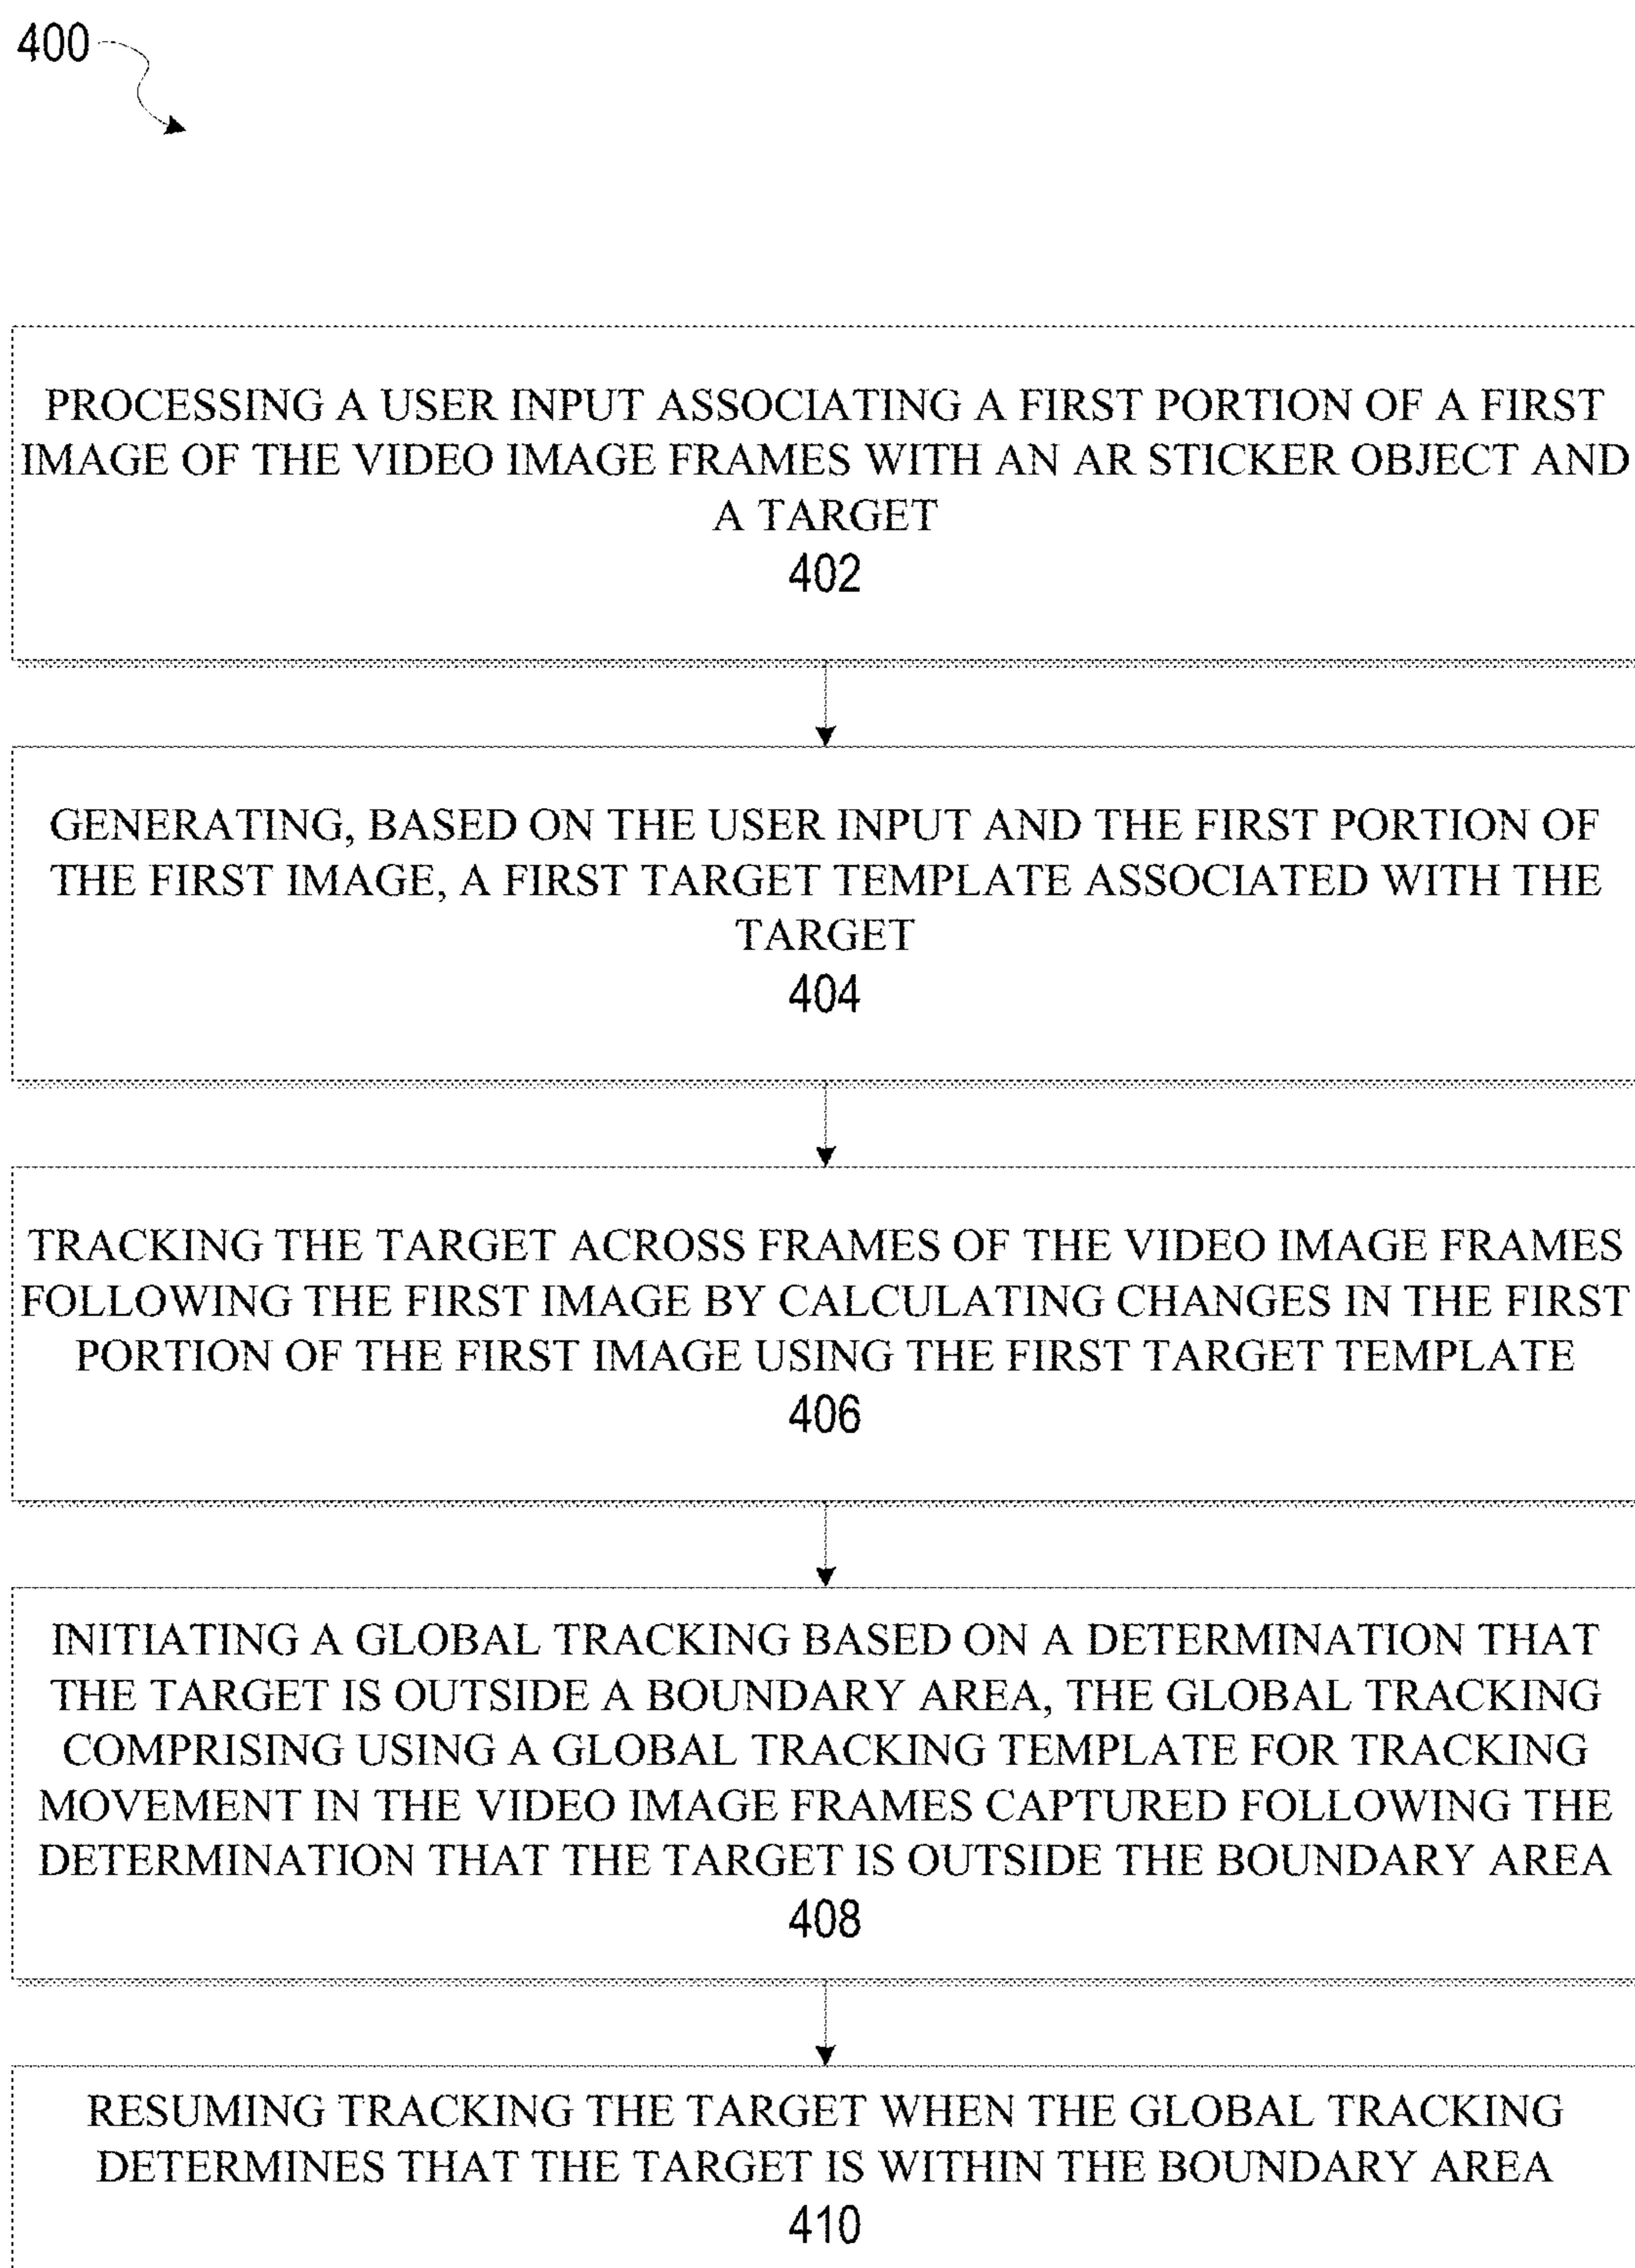 400
PROCESSING A USER INPUT ASSOCIATING A FIRST PORTION OF A FIRST
IMAGE OF THE VIDEO IMAGE FRAMES WITH AN AR STICKER OBJECT AND
A TARGET
402
GENERATING, BASED ON THE USER INPUT AND THE FIRST PORTION OF
THE FIRST IMAGE, A FIRST TARGET TEMPLATE ASSOCIATED WITH THE
TARGET
404
TRACKING THE TARGET ACROSS FRAMES OF THE VIDEO IMAGE FRAMES
FOLLOWING THE FIRST IMAGE BY CALCULATING CHANGES IN THE FIRST
PORTION OF THE FIRST IMAGE USING THE FIRST TARGET TEMPLATE
406
INITIATING A GLOBAL TRACKING BASED ON A DETERMINATION THAT
THE TARGET IS OUTSIDE A BOUNDARY AREA, THE GLOBAL TRACKING
COMPRISING USING A GLOBAL TRACKING TEMPLATE FOR TRACKING
MOVEMENT IN THE VIDEO IMAGE FRAMES CAPTURED FOLLOWING THE
DETERMINATION THAT THE TARGET IS OUTSIDE THE BOUNDARY AREA
408
RESUMING TRACKING THE TARGET WHEN THE GLOBAL TRACKING
DETERMINES THAT THE TARGET IS WITHIN THE BOUNDARY AREA
410